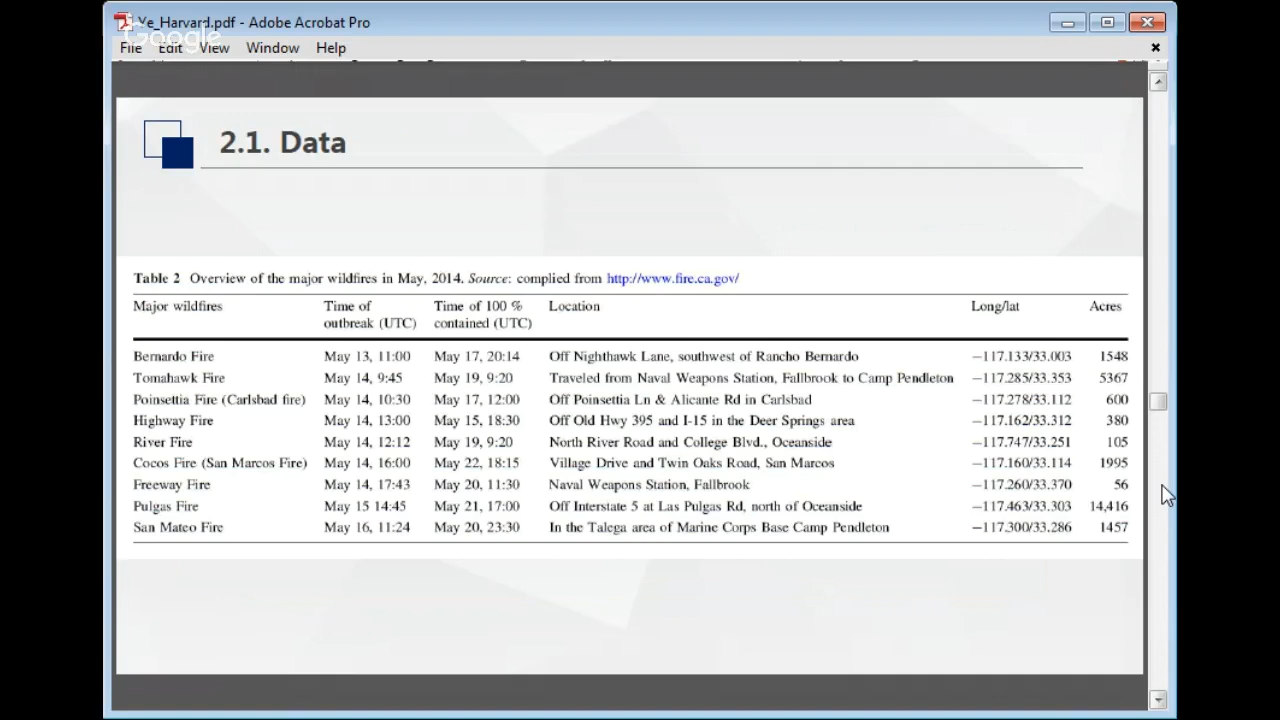 Ye_Harvard.pdf - Adobe Acrobat Pro
Google
File Edit View Window Help
2.1. Data
Table 2 Overview of the major wildfires in May, 2014. Source: complied from http://www.fire.ca.gov/
Major wildfires Time of outbreak (UTC) Time of 100 % contained (UTC) Location Long/lat Acres
Bernardo Fire May 13, 11:00 May 17, 20:14 Off Nighthawk Lane, southwest of Rancho Bernardo −117.133/33.003 1548
Tomahawk Fire May 14, 9:45 May 19, 9:20 Traveled from Naval Weapons Station, Fallbrook to Camp Pendleton −117.285/33.353 5367
Poinsettia Fire (Carlsbad fire) May 14, 10:30 May 17, 12:00 Off Poinsettia Ln & Alicante Rd in Carlsbad −117.278/33.112 600
Highway Fire May 14, 13:00 May 15, 18:30 Off Old Hwy 395 and I-15 in the Deer Springs area −117.162/33.312 380
River Fire May 14, 12:12 May 19, 9:20 North River Road and College Blvd., Oceanside −117.747/33.251 105
Cocos Fire (San Marcos Fire) May 14, 16:00 May 22, 18:15 Village Drive and Twin Oaks Road, San Marcos −117.160/33.114 1995
Freeway Fire May 14, 17:43 May 20, 11:30 Naval Weapons Station, Fallbrook −117.260/33.370 56
Pulgas Fire May 15 14:45 May 21, 17:00 Off Interstate 5 at Las Pulgas Rd, north of Oceanside −117.463/33.303 14,416
San Mateo Fire May 16, 11:24 May 20, 23:30 In the Talega area of Marine Corps Base Camp Pendleton −117.300/33.286 1457